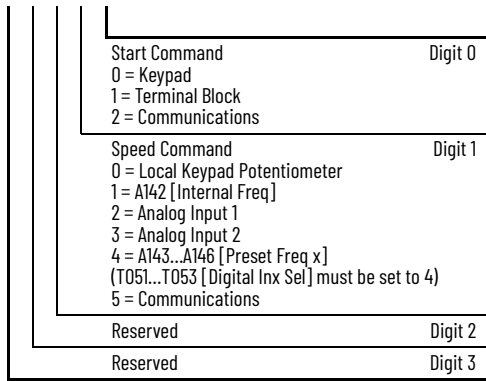 Start Command Digit 0
0 = Keypad
1 = Terminal Block
2 = Communications
Speed Command Digit 1
0 = Local Keypad Potentiometer
1 = A142 [Internal Freq]
2 = Analog Input 1
3 = Analog Input 2
4 = A143...A146 [Preset Freq x]
(T051...T053 [Digital Inx Sel] must be set to 4)
5 = Communications
Reserved Digit 2
Reserved Digit 3